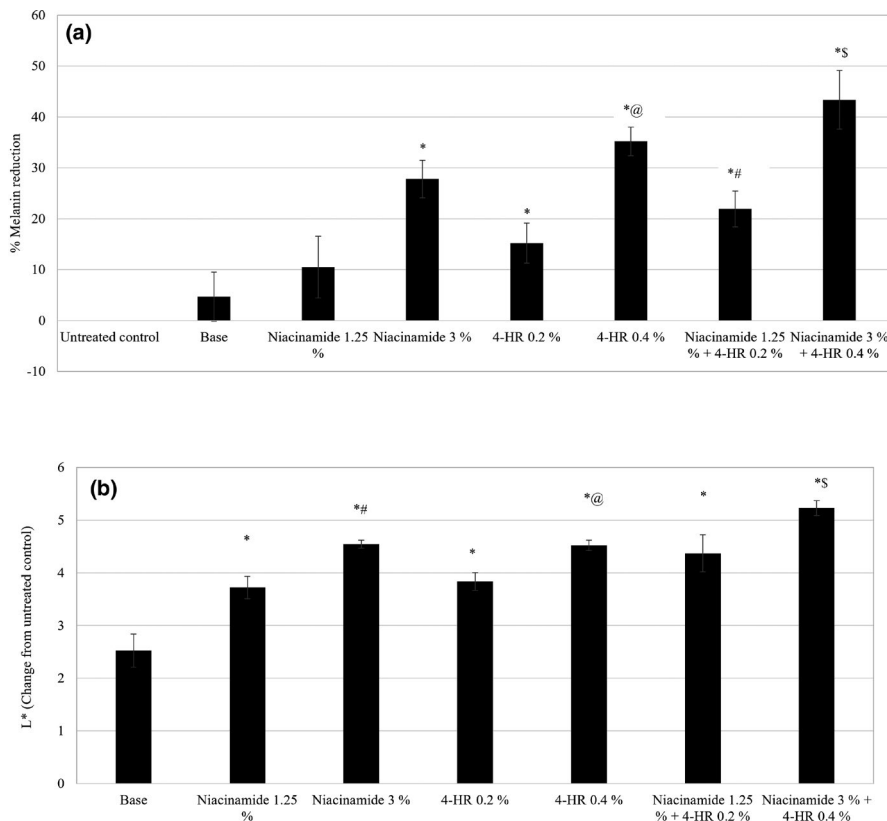 (a)
% Melanin reduction
60
50
40
30
20
10
0
-10
*
*
*@
*#
*$
Untreated control
Base
Niacinamide 1.25
%
Niacinamide 3 %
4-HR 0.2 %
4-HR 0.4 %
Niacinamide 1.25
% + 4-HR 0.2 %
Niacinamide 3 %
+ 4-HR 0.4 %
(b)
L* (Change from untreated control)
6
5
4
3
2
1
0
*
*#
*
*@
*
*$
Base
Niacinamide 1.25
%
Niacinamide 3 %
4-HR 0.2 %
4-HR 0.4 %
Niacinamide 1.25
% + 4-HR 0.2 %
Niacinamide 3 % +
4-HR 0.4 %